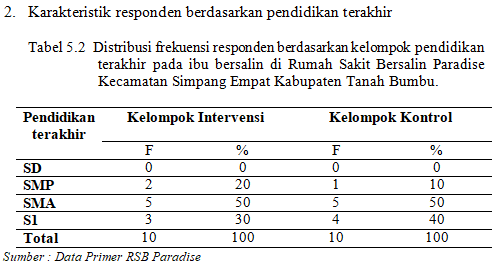 2. Karakteristik responden berdasarkan pendidikan terakhir
Tabel 5.2 Distribusi frekuensi responden berdasarkan kelompok pendidikan
terakhir pada ibu bersalin di Rumah Sakit Bersalin Paradise
Kecamatan Simpang Empat Kabupaten Tanah Bumbu.
Pendidikan terakhir Kelompok Intervensi Kelompok Kontrol
F % F %
SD 0 0 0 0
SMP 2 20 1 10
SMA 5 50 5 50
S1 3 30 4 40
Total 10 100 10 100
Sumber : Data Primer RSB Paradise